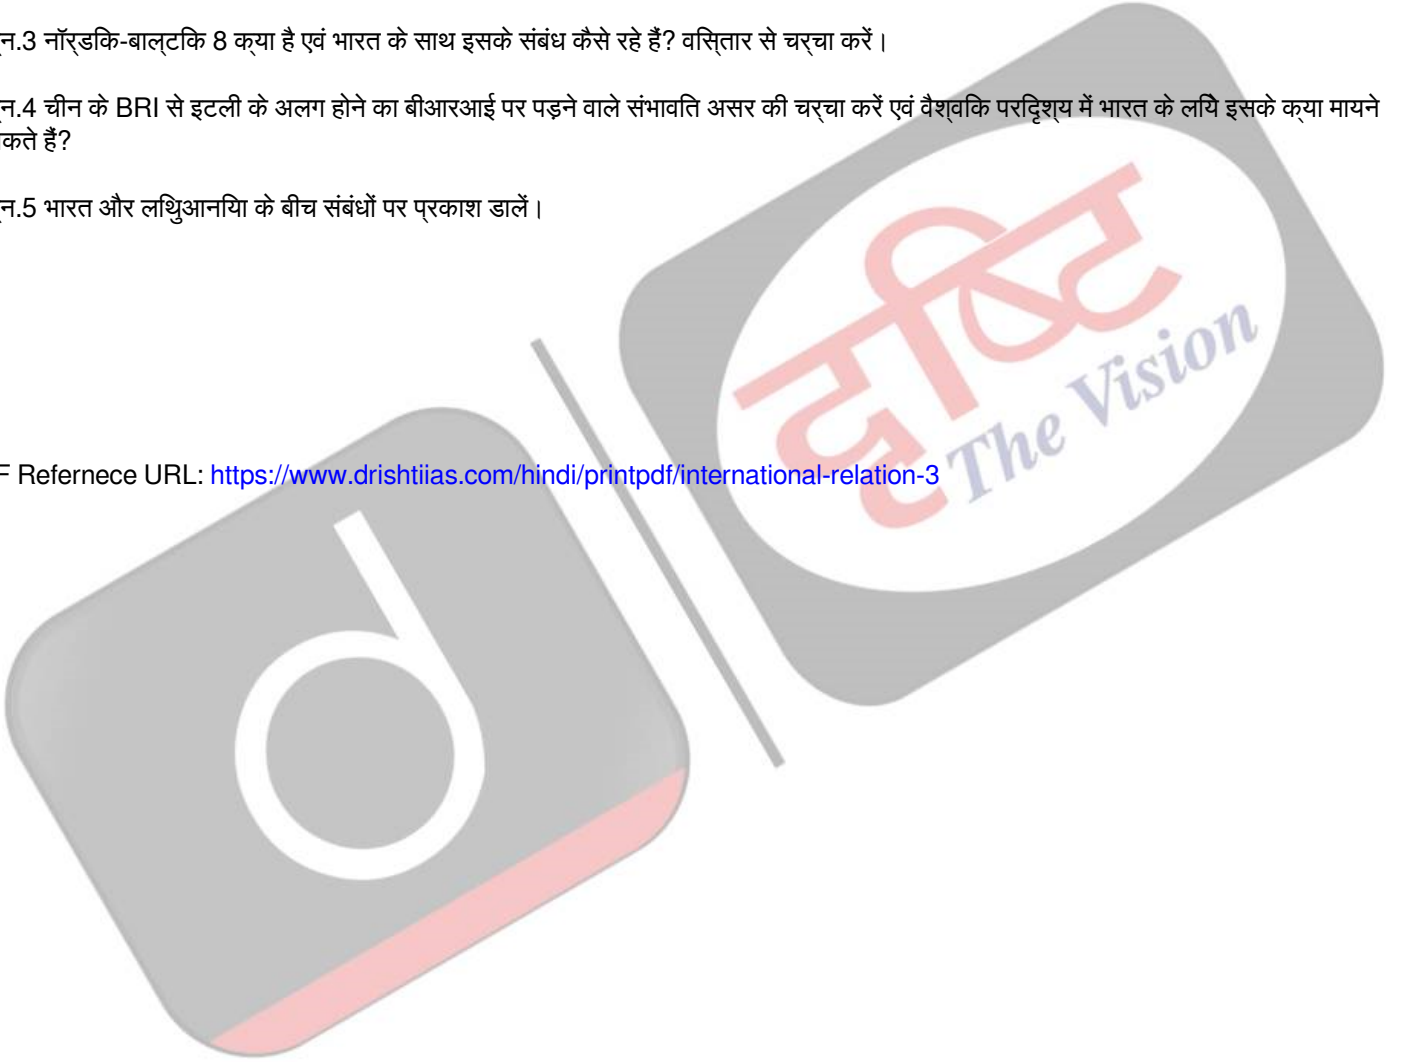 न.3 नॉर्डिक-बाल्टिक 8 क्या है एवं भारत के साथ इसके संबंध कैसे रहे हैं? विस्तार से चर्चा करें।
न.4 चीन के BRI से इटली के अलग होने का बीआरआई पर पड़ने वाले संभावित असर की चर्चा करें एवं वैश्विक परिदृश्य में भारत के लिये इसके क्या मायने
कते हैं?
न.5 भारत और लिथुआनिया के बीच संबंधों पर प्रकाश डालें।
दृष्टि
The Vision
F Refernece URL: https://www.drishtiias.com/hindi/printpdf/international-relation-3
d